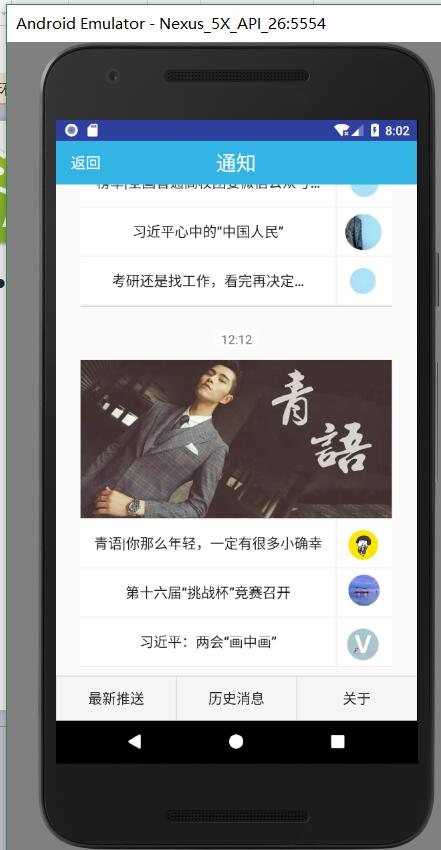 Android Emulator - Nexus_5X_API_26:5554
8:02
返回
通知
习近平心中的“中国人民”
考研还是找工作，看完再决定...
12:12
青
語
青语|你那么年轻，一定有很多小确幸
第十六届“挑战杯”竞赛召开
习近平：两会“画中画”
V
最新推送
历史消息
关于